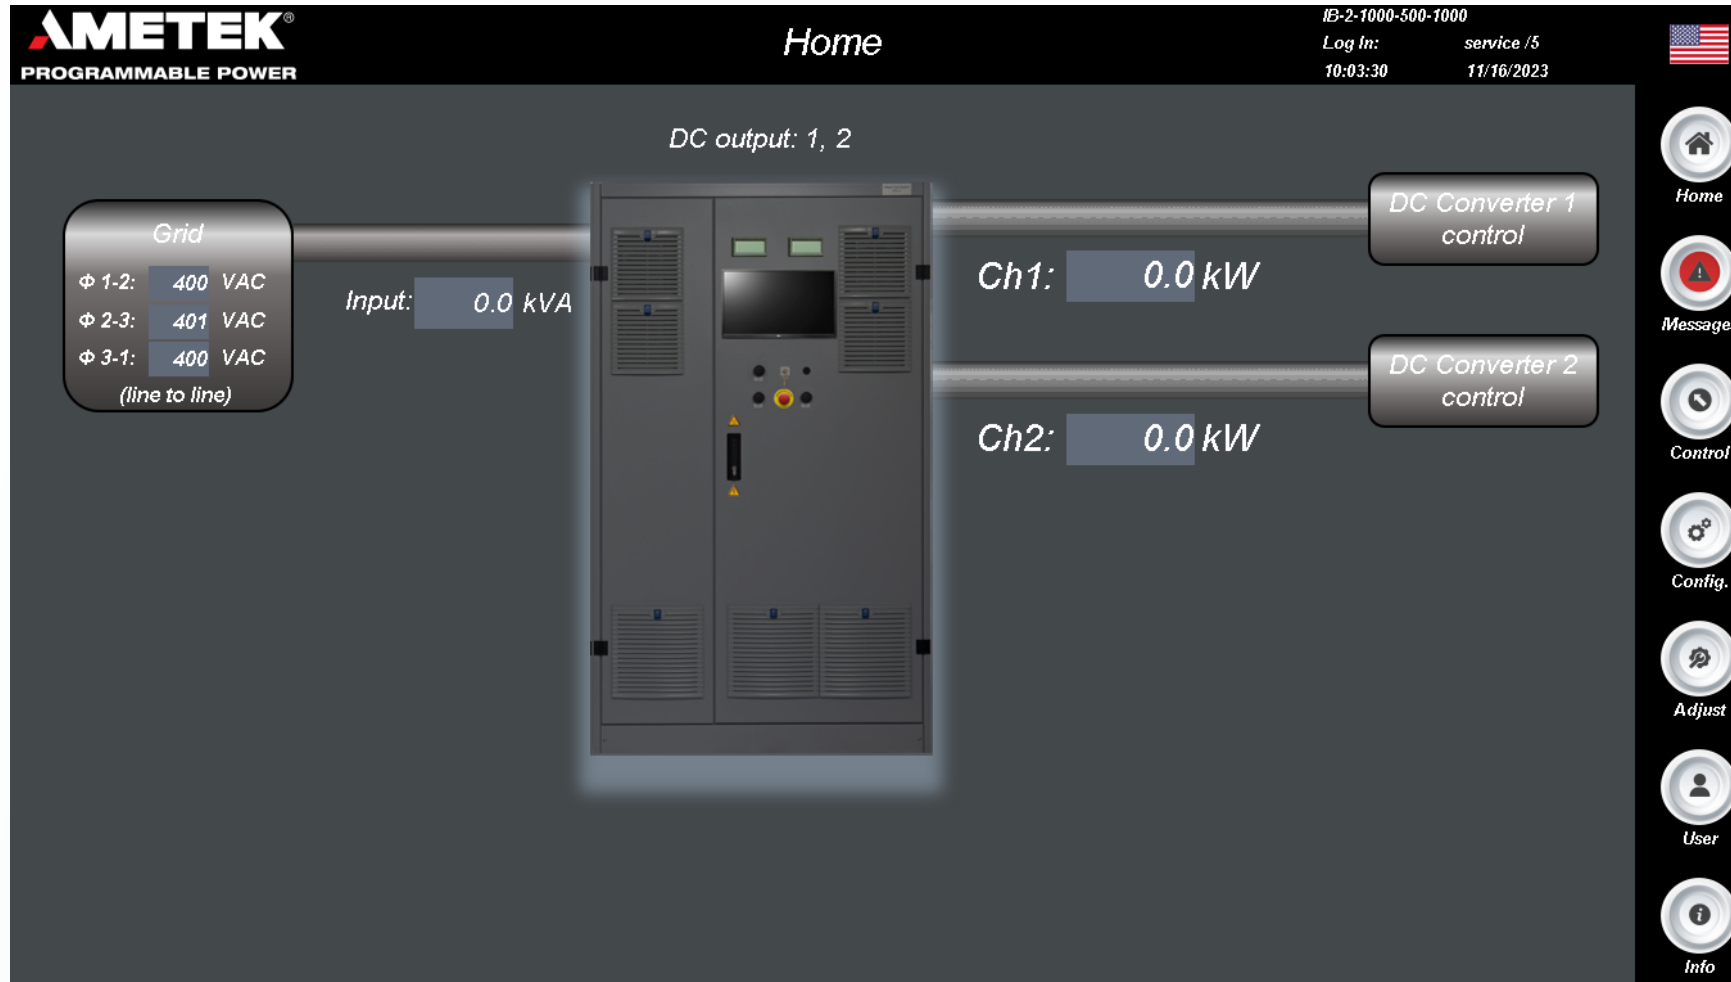 AMETEK®
PROGRAMMABLE POWER
Home
IB-2-1000-500-1000
Log In: service /5
10:03:30 11/16/2023
DC output: 1, 2
Grid
Φ 1-2: 400 VAC
Φ 2-3: 401 VAC
Φ 3-1: 400 VAC
(line to line)
Input: 0.0 kVA
DC Converter 1
control
Ch1: 0.0 kW
DC Converter 2
control
Ch2: 0.0 kW
Home
Message
Control
Config.
Adjust
User
Info